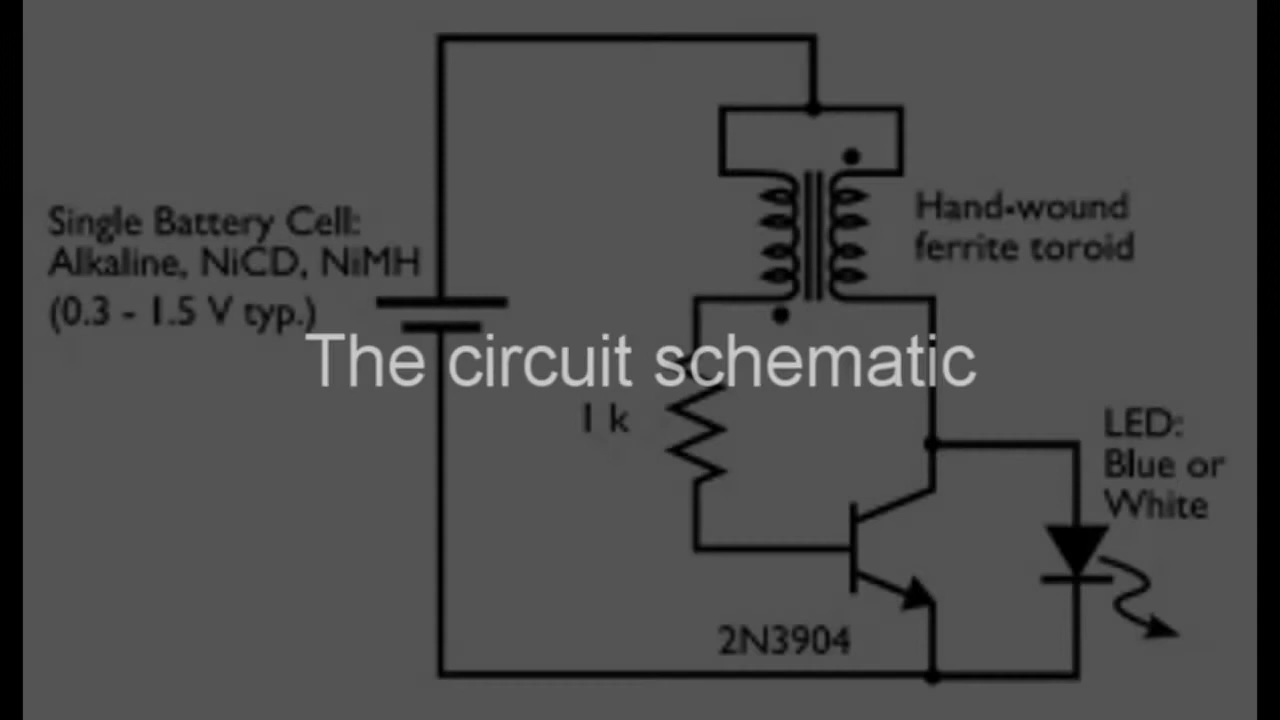 Single Battery Cell:
Alkaline, NiCD, NiMH
(0.3 - 1.5 V typ.)
Hand-wound
ferrite toroid
The circuit schematic
1 k
LED:
Blue or
White
2N3904